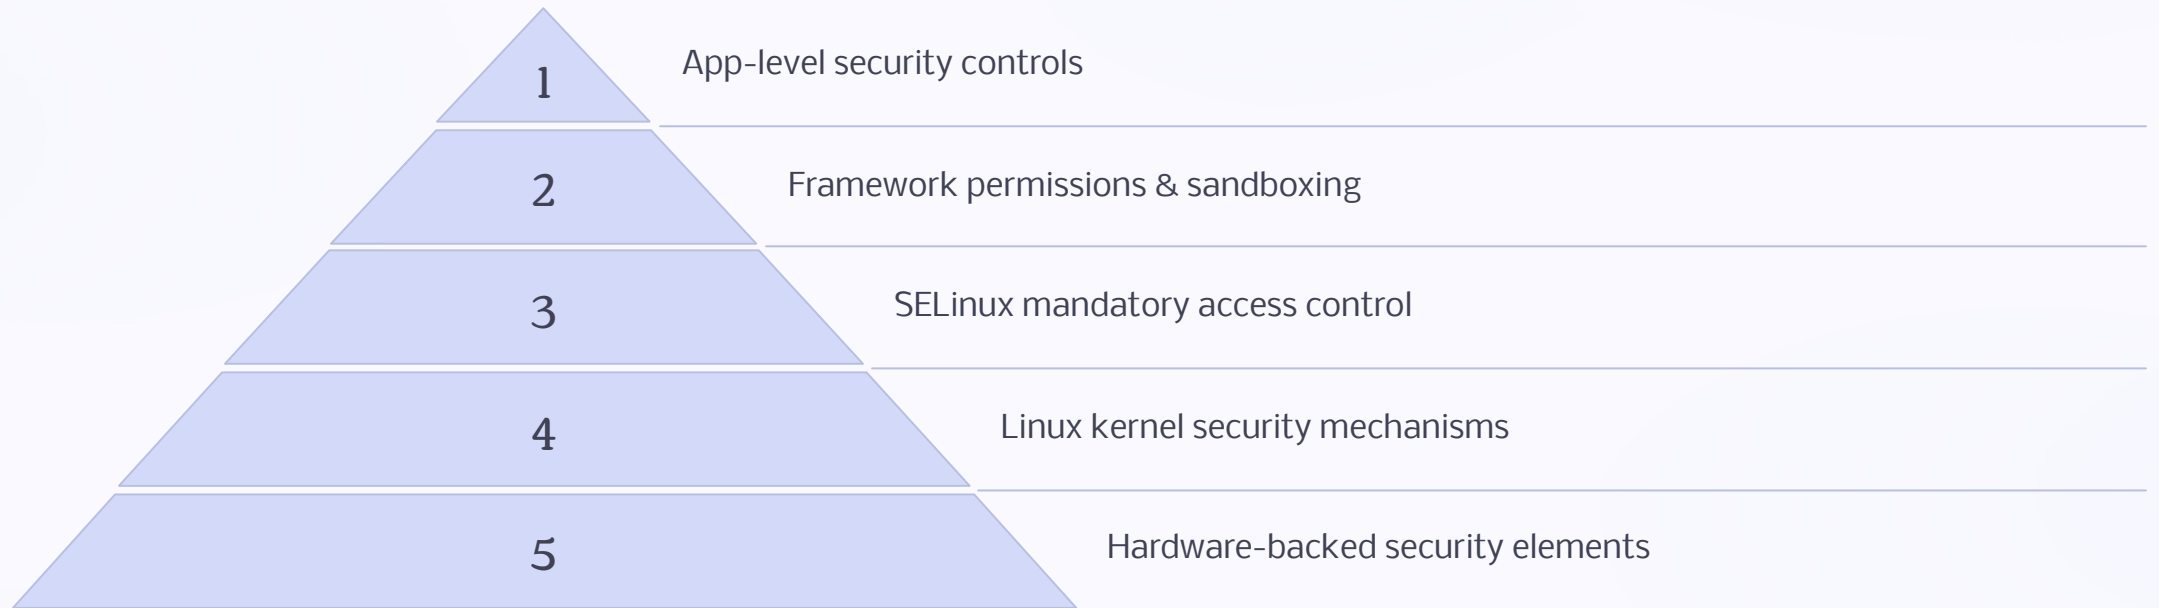 1
App-level security controls
2
Framework permissions & sandboxing
3
SELinux mandatory access control
4
Linux kernel security mechanisms
5
Hardware-backed security elements